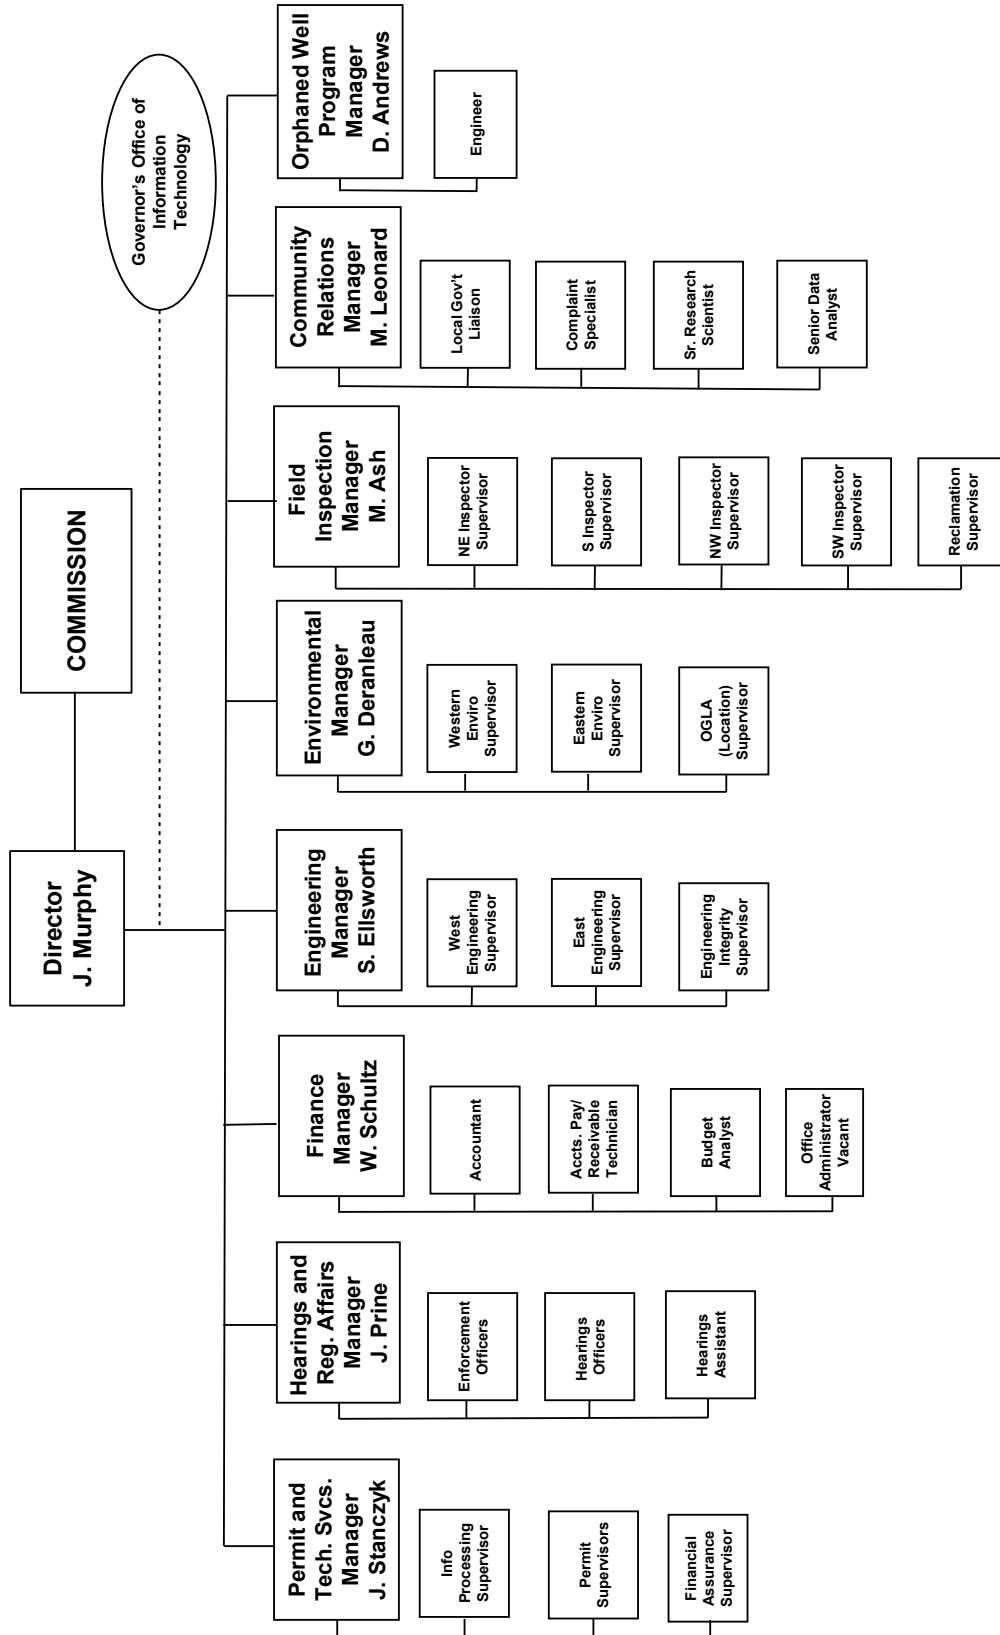 COMMISSION
Director
J. Murphy
Governor's Office of
Information
Technology
Permit and
Tech. Svcs.
Manager
J. Stanczyk
Info
Processing
Supervisor
Permit
Supervisors
Financial
Assurance
Supervisor
Hearings and
Reg. Affairs
Manager
J. Prine
Enforcement
Officers
Hearings
Officers
Hearings
Assistant
Finance
Manager
W. Schultz
Accountant
Accts. Pay/
Receivable
Technician
Budget
Analyst
Office
Administrator
Vacant
Engineering
Manager
S. Ellsworth
West
Engineering
Supervisor
East
Engineering
Supervisor
Engineering
Integrity
Supervisor
Environmental
Manager
G. Deranleau
Western
Enviro
Supervisor
Eastern
Enviro
Supervisor
OGLA
(Location)
Supervisor
Field
Inspection
Manager
M. Ash
NE Inspector
Supervisor
S Inspector
Supervisor
NW Inspector
Supervisor
SW Inspector
Supervisor
Reclamation
Supervisor
Community
Relations
Manager
M. Leonard
Local Gov't
Liaison
Complaint
Specialist
Sr. Research
Scientist
Senior Data
Analyst
Orphaned Well
Program
Manager
D. Andrews
Engineer